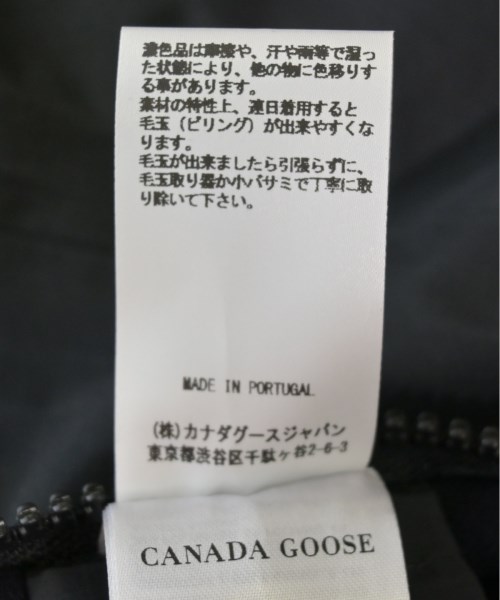 濃色品は摩擦や、汗や雨等で湿っ
た状態により、他の物に色移りす
る事があります。
素材の特性上、連日着用すると
毛玉（ピリング）が出来やすくな
ります。
毛玉が出来ましたら引張らずに、
毛玉取り器か小バサミで丁寧に取
り除いて下さい。
MADE IN PORTUGAL
(株)カナダグースジャパン
東京都渋谷区千駄ヶ谷2-6-3
CANADA GOOSE